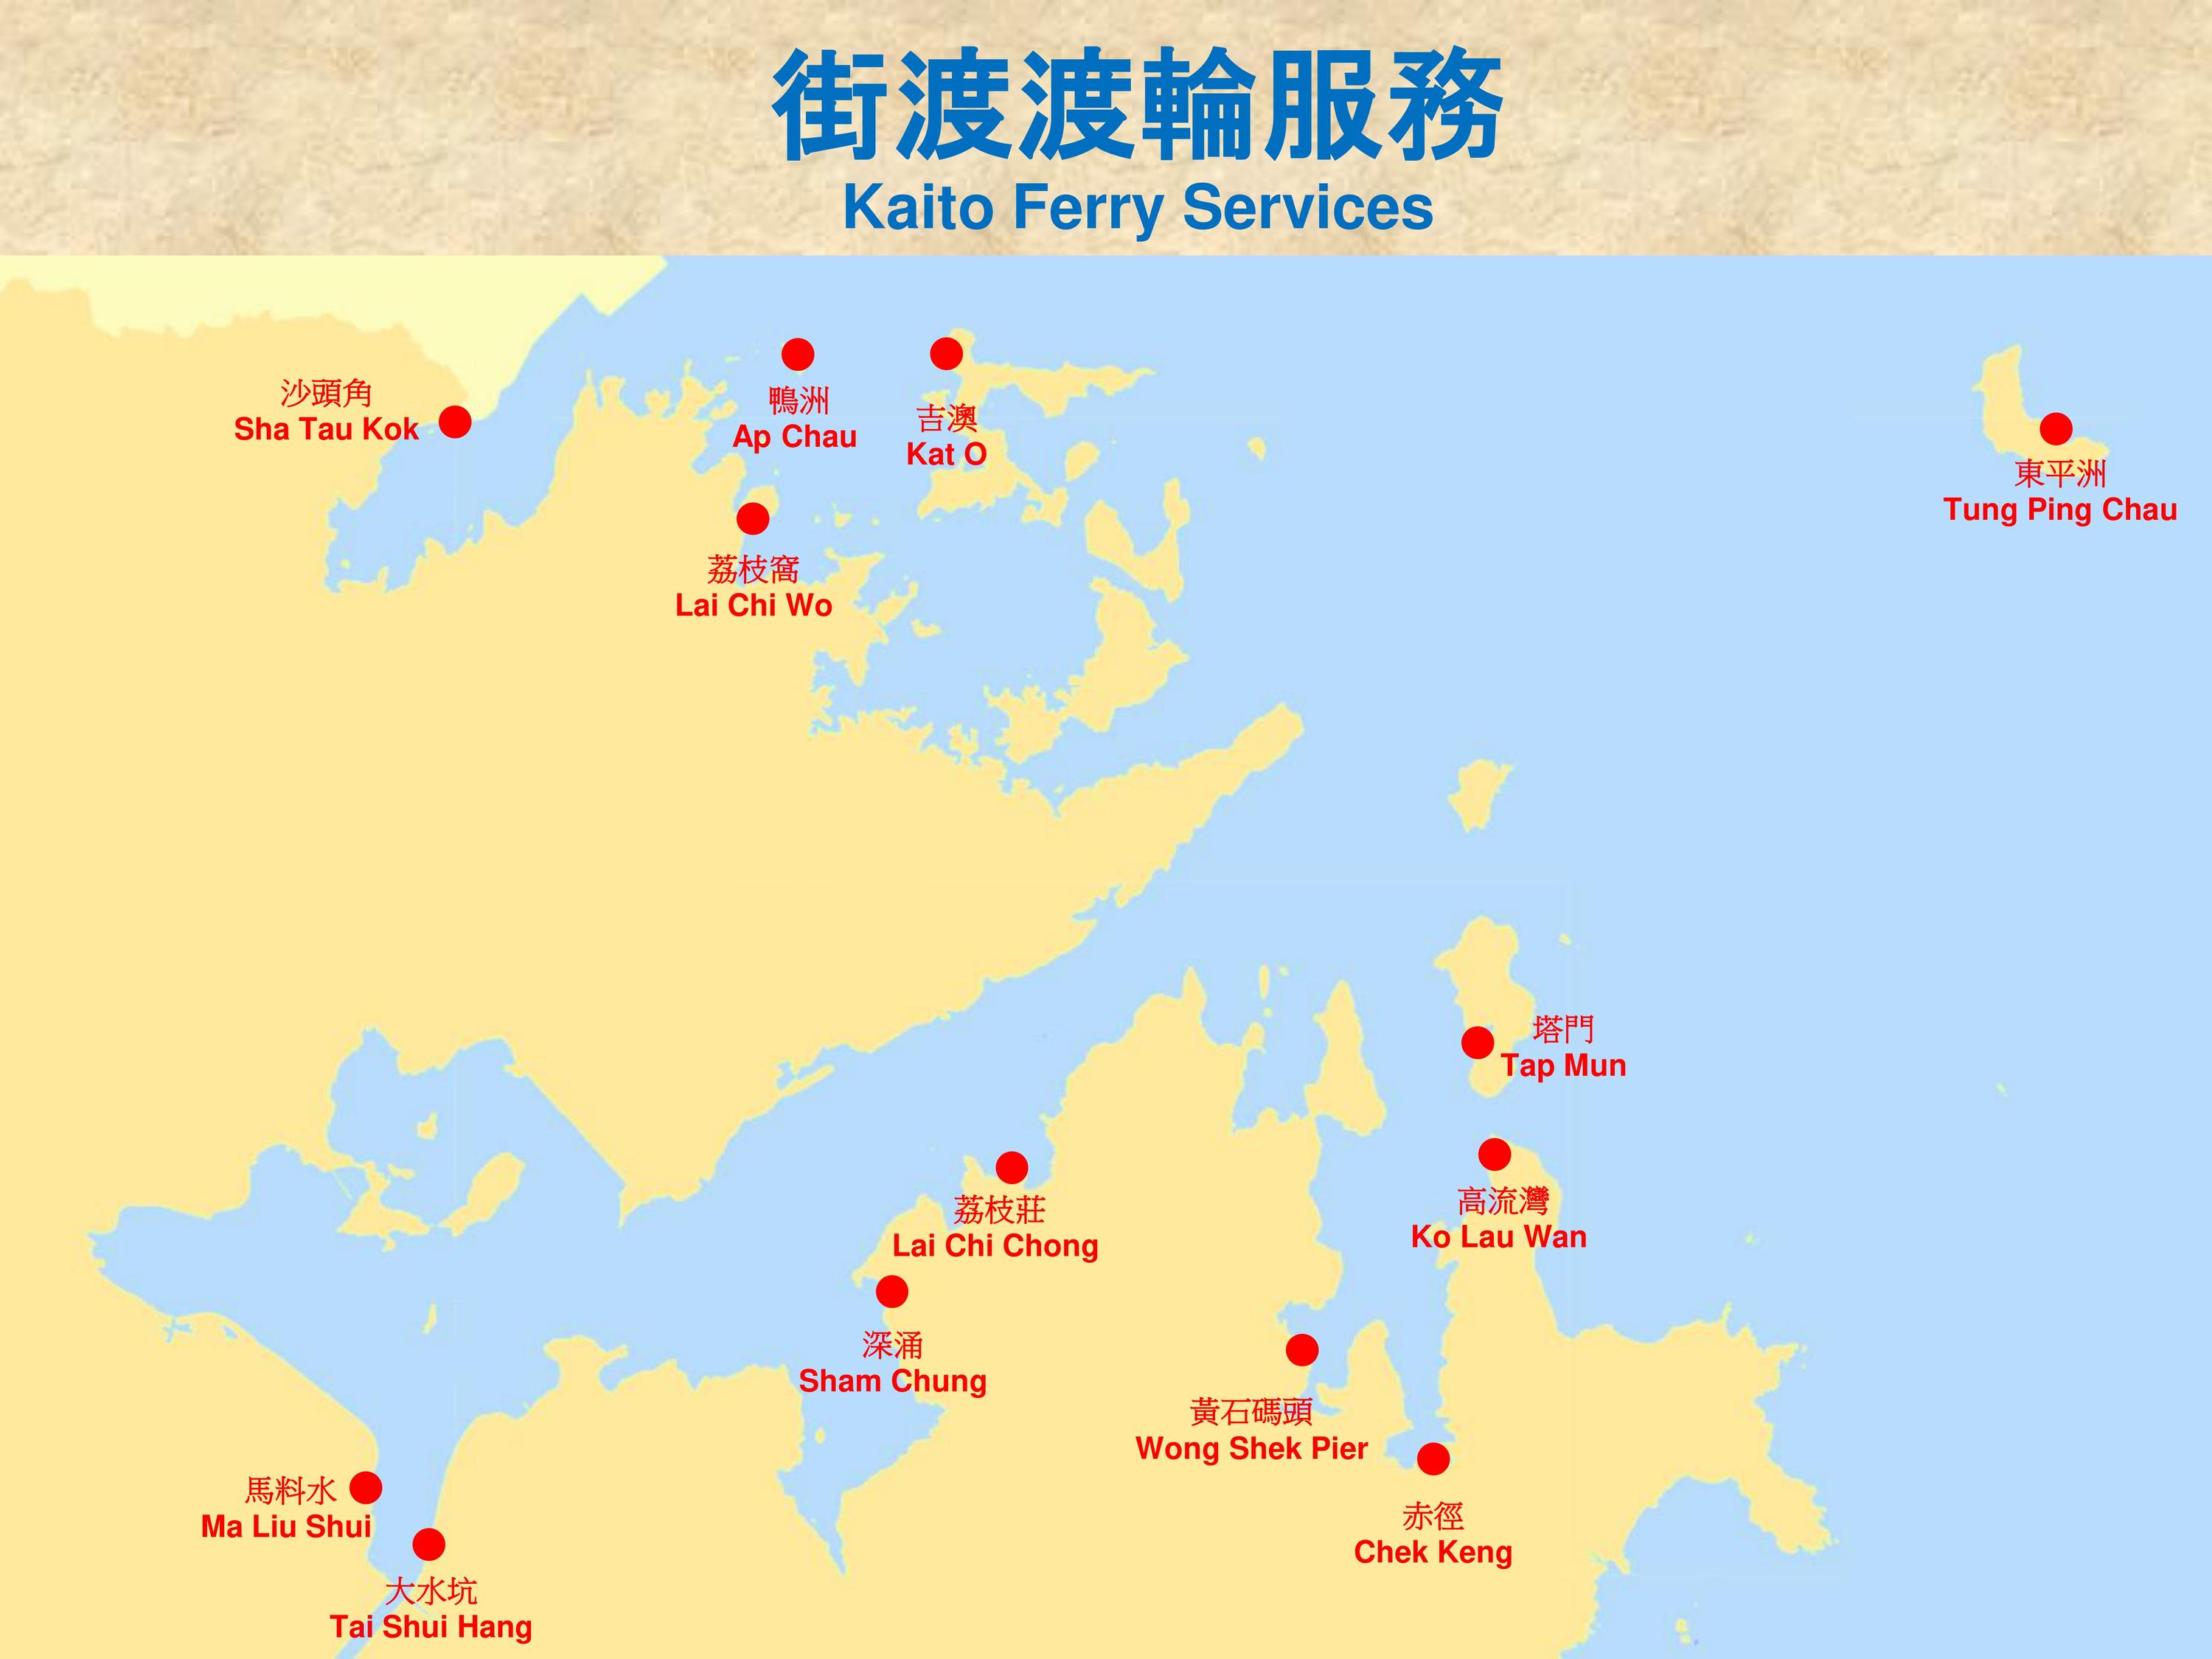 街渡渡輪服務
Kaito Ferry Services
沙頭角
Sha Tau Kok
鴨洲
Ap Chau
吉澳
Kat O
東平洲
Tung Ping Chau
荔枝窩
Lai Chi Wo
塔門
Tap Mun
荔枝莊
Lai Chi Chong
高流灣
Ko Lau Wan
深涌
Sham Chung
黃石碼頭
Wong Shek Pier
馬料水
Ma Liu Shui
赤徑
Chek Keng
大水坑
Tai Shui Hang